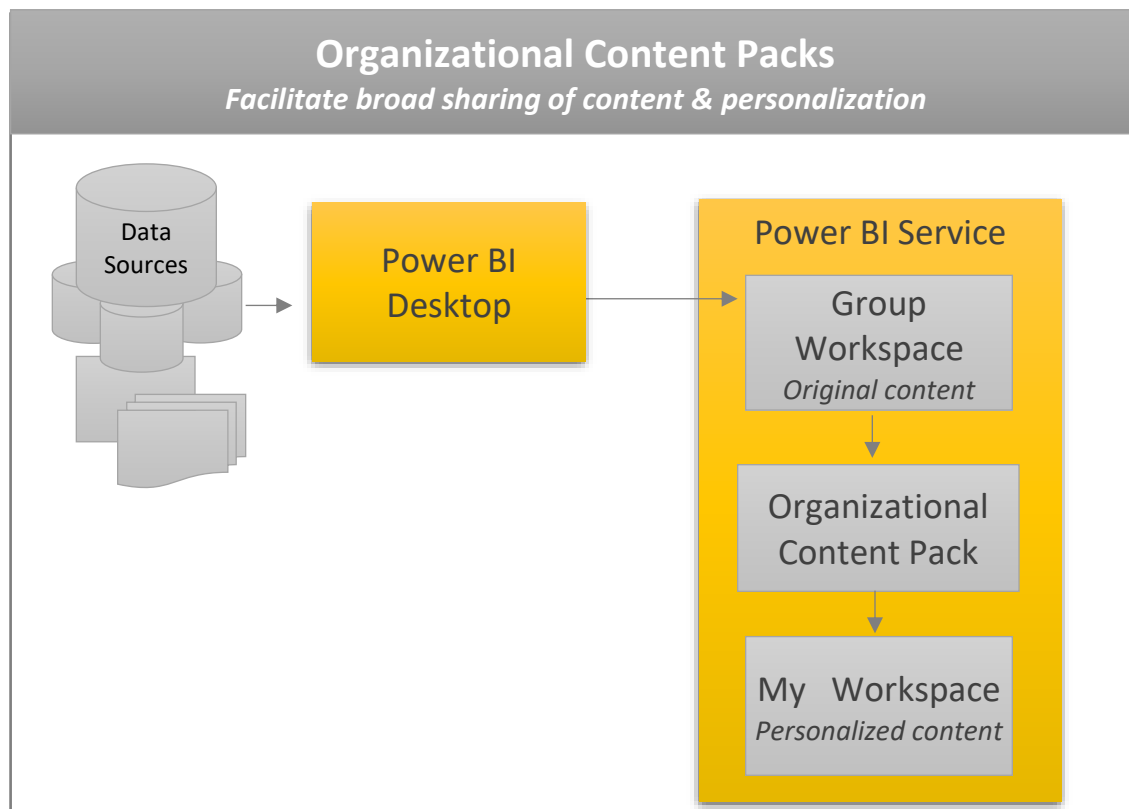 Organizational Content Packs
Facilitate broad sharing of content & personalization
Data
Sources
Power BI
Desktop
Power BI Service
Group
Workspace
Original content
Organizational
Content Pack
My Workspace
Personalized content